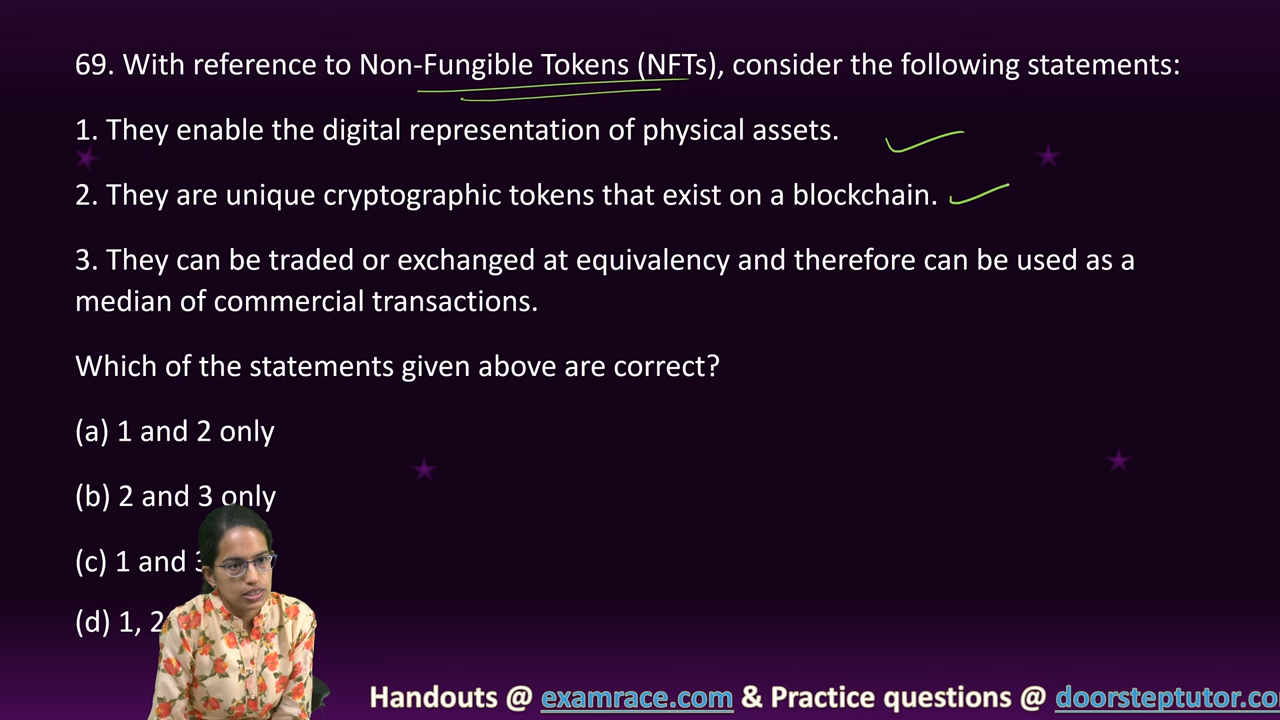 69. With reference to Non-Fungible Tokens (NFTs), consider the following statements:
1. They enable the digital representation of physical assets.
2. They are unique cryptographic tokens that exist on a blockchain.
3. They can be traded or exchanged at equivalency and therefore can be used as a
median of commercial transactions.
Which of the statements given above are correct?
(a) 1 and 2 only
(b) 2 and 3 only
(c) 1 and 3
(d) 1, 2
Handouts @ examrace.com & Practice questions @ doorsteptutor.co